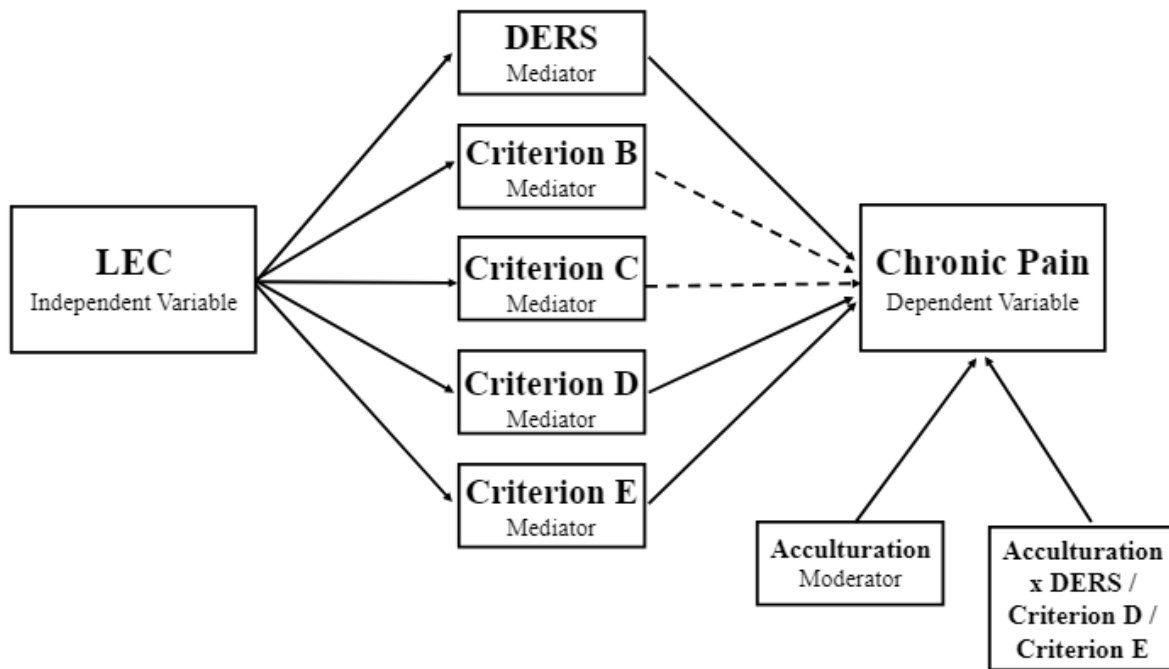 DERS
Mediator
Criterion B
Mediator
LEC
Independent Variable
Criterion C
Mediator
Chronic Pain
Dependent Variable
Criterion D
Mediator
Criterion E
Mediator
Acculturation
Moderator
Acculturation
x DERS /
Criterion D /
Criterion E